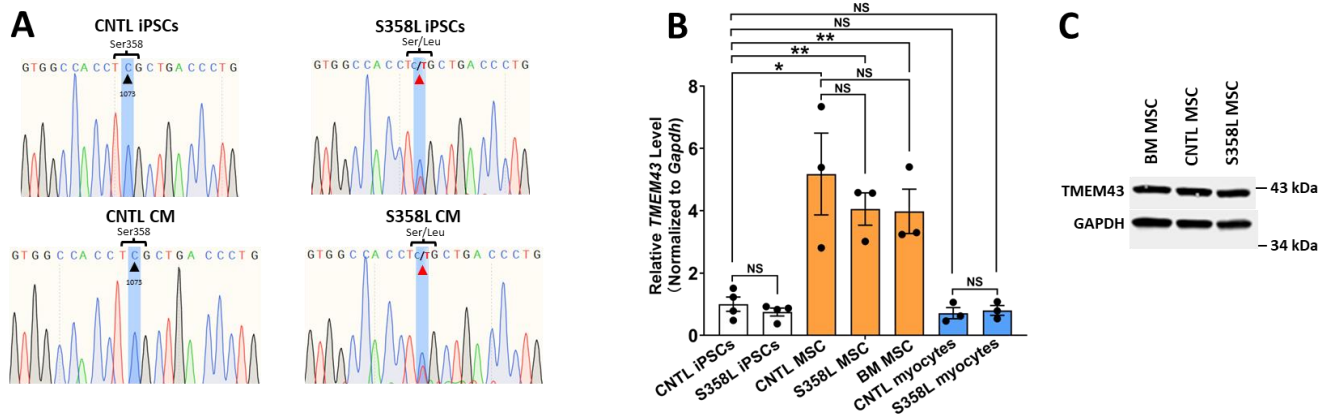 A
CNTL iPSCs
Ser358
GTGGCCACCTCGCTGACCCTG
1073
S358L iPSCs
Ser/Leu
GTGGCCACCTC/TGCTGACCCTG
CNTL CM
Ser358
GTGGCCACCTCGCTGACCCTG
1073
S358L CM
Ser/Leu
GTGGCCACCTC/TGCTGACCCTG
B
NS
NS
**
**
*
NS
NS
NS
NS
Relative TMEM43 Level
(Normalized to Gapdh)
8
6
4
2
0
CNTL iPSCs
S358L iPSCs
CNTL MSC
S358L MSC
BM MSC
CNTL myocytes
S358L myocytes
C
BM MSC
CNTL MSC
S358L MSC
TMEM43
43 kDa
GAPDH
34 kDa